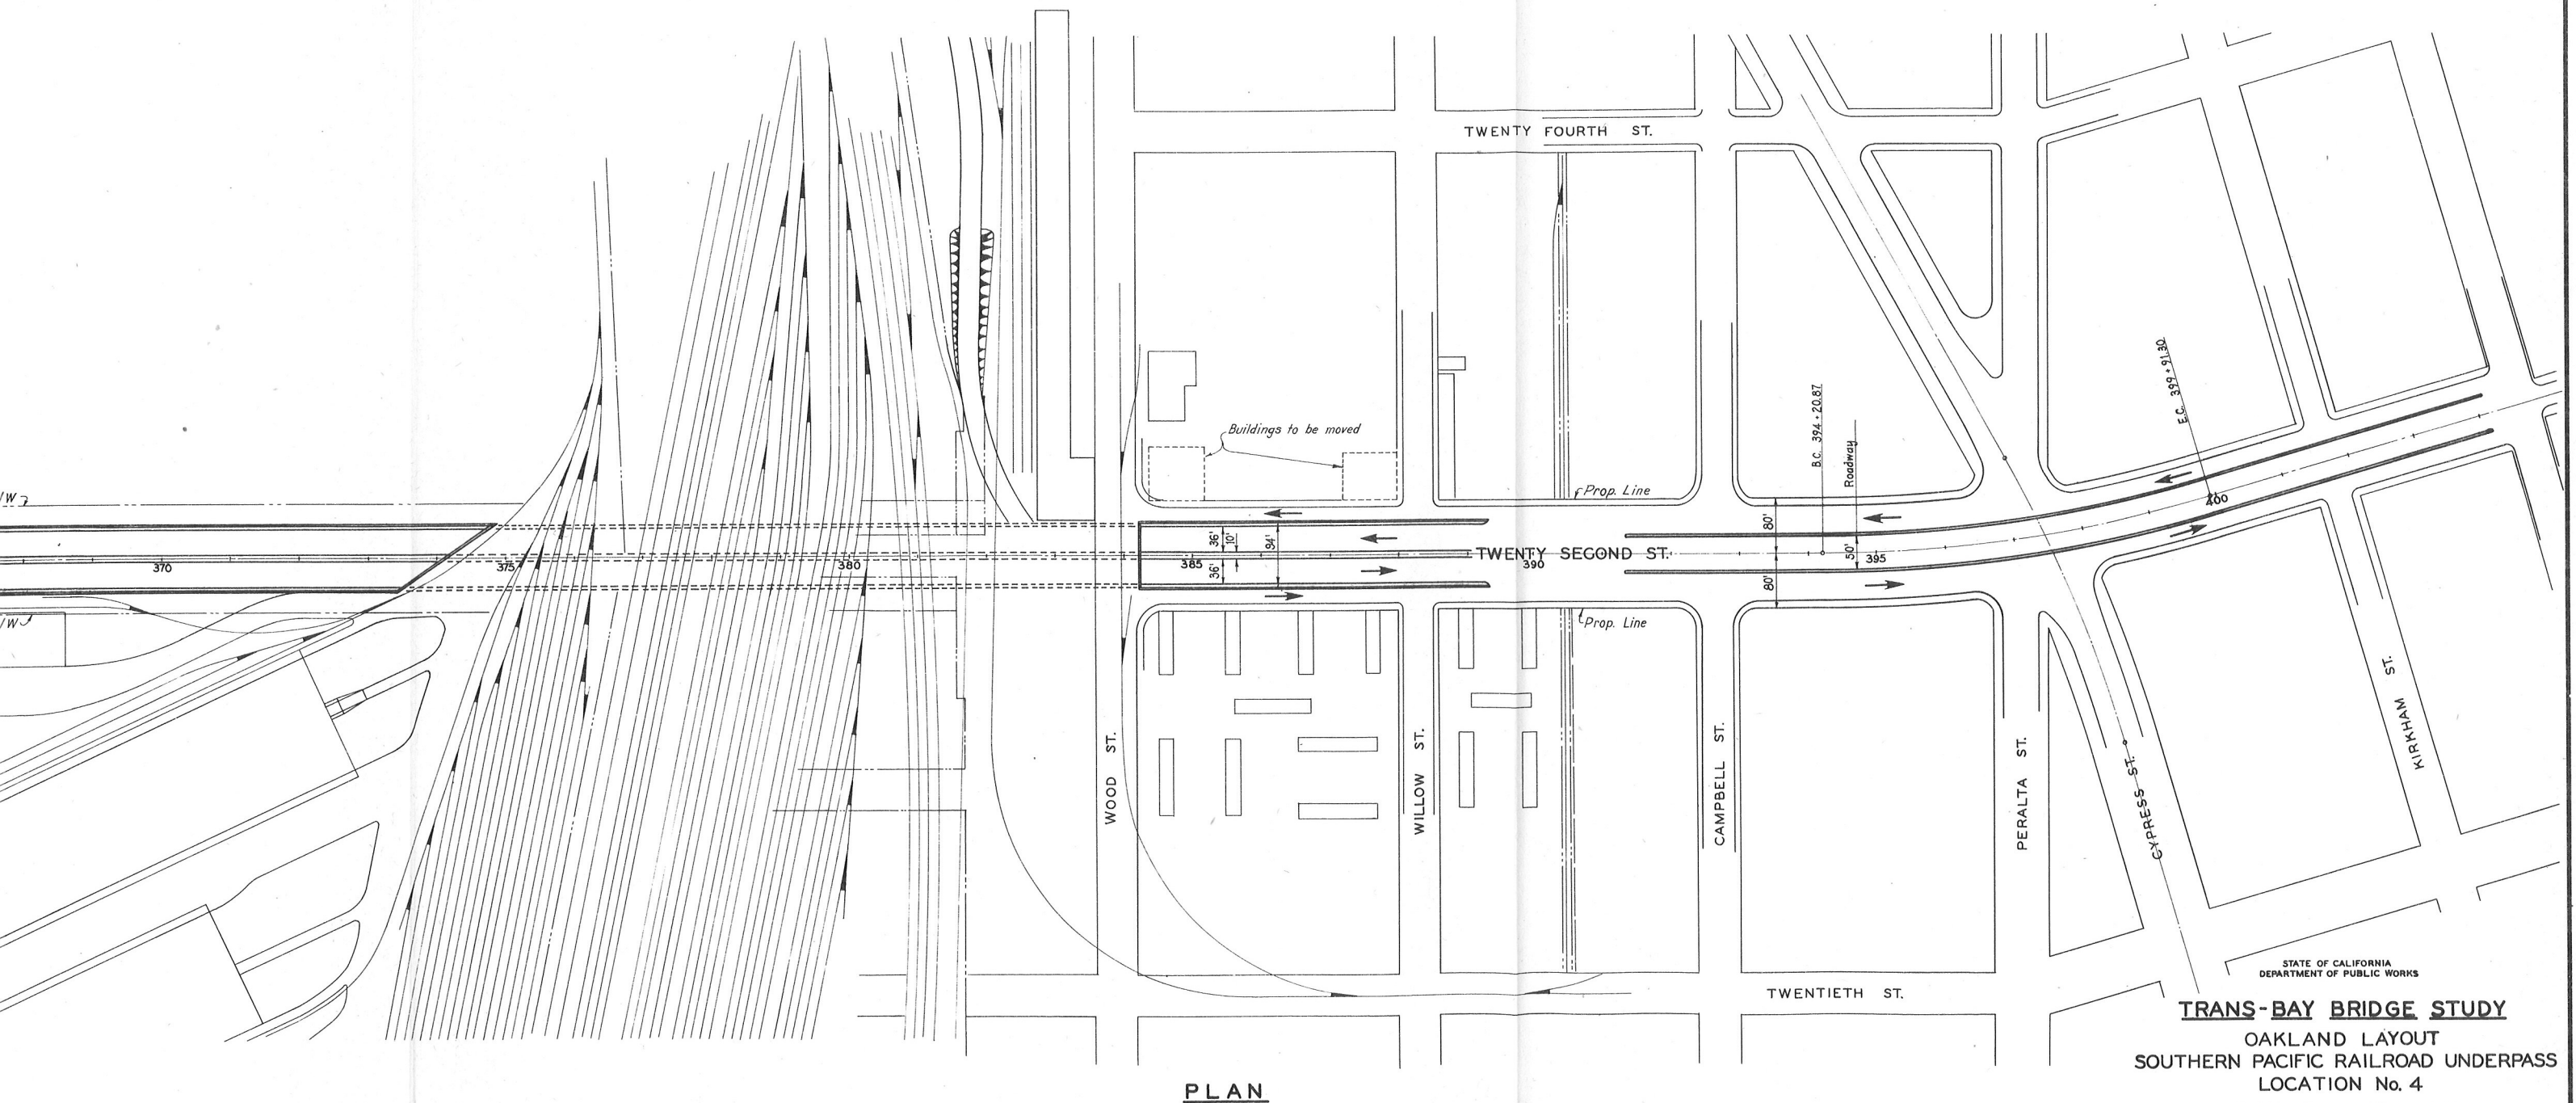 TWENTY FOURTH ST.
Buildings to be moved
Prop. Line
B.C. 394+20.87
Roadway
E.C. 399+91.30
/W
/W
370
375
380
385
390
395
400
36'
10'
94'
36'
80'
50'
80'
TWENTY SECOND ST.
Prop. Line
WOOD ST.
WILLOW ST.
CAMPBELL ST.
PERALTA ST.
CYPRESS ST.
KIRKHAM ST.
TWENTIETH ST.
STATE OF CALIFORNIA
DEPARTMENT OF PUBLIC WORKS
TRANS-BAY BRIDGE STUDY
OAKLAND LAYOUT
SOUTHERN PACIFIC RAILROAD UNDERPASS
LOCATION No. 4
PLAN